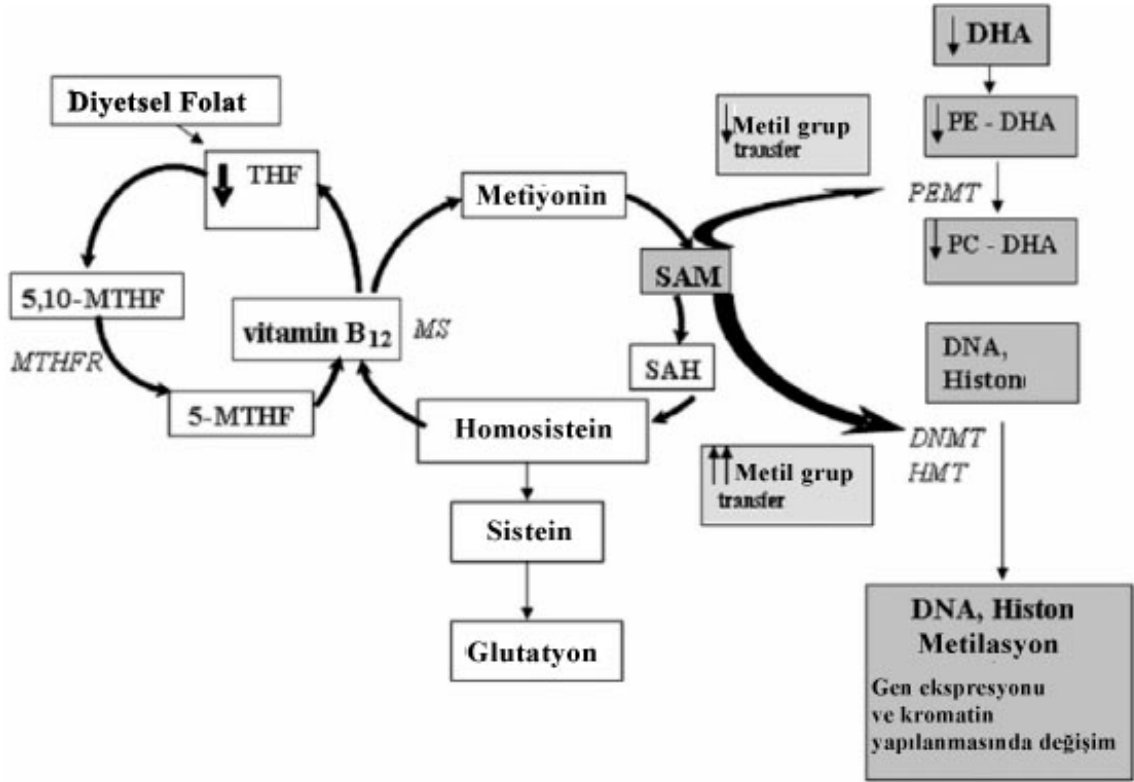 Diyetsel Folat
THF
5,10-MTHF
MTHFR
5-MTHF
vitamin B₁₂
MS
Metiyonin
SAM
SAH
Homosistein
Sistein
Glutatyon
Metil grup
transfer
Metil grup
transfer
DHA
PE - DHA
PEMT
PC - DHA
DNA,
Histon
DNMT
HMT
DNA, Histon
Metilasyon
Gen ekspresyonu
ve kromatin
yapılanmasında değişim